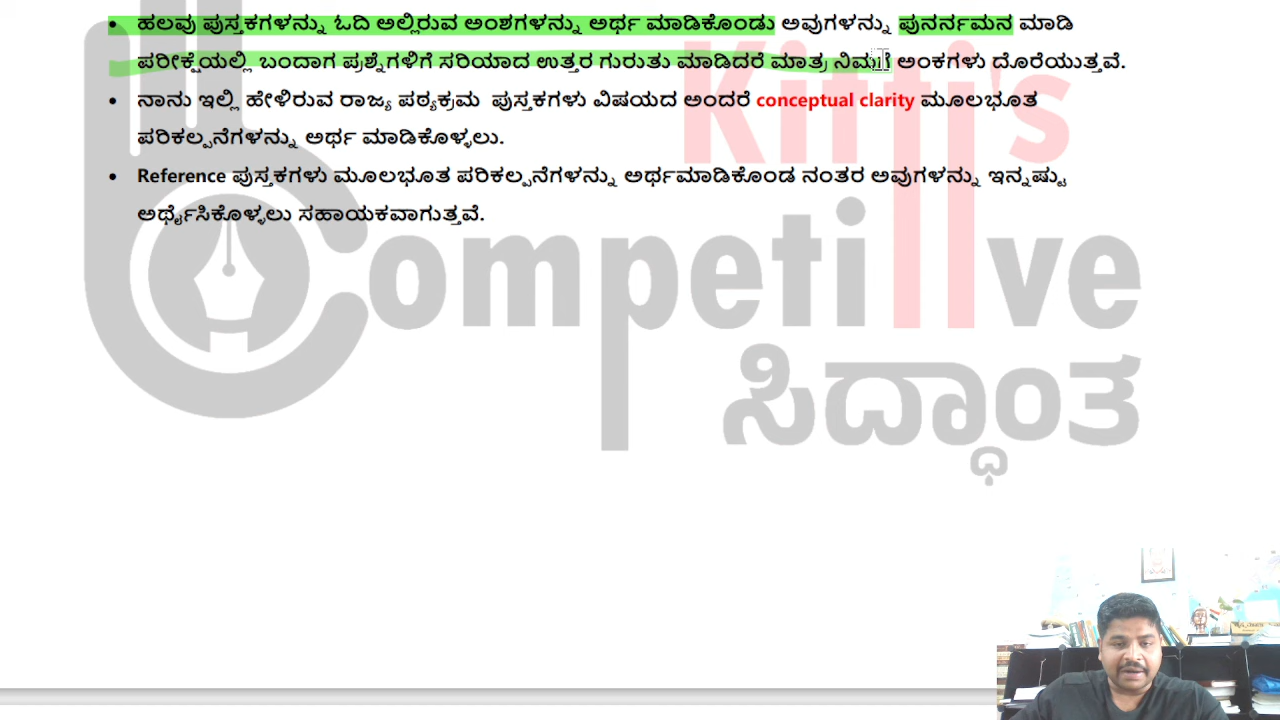 • ಹಲವು ಪುಸ್ತಕಗಳನ್ನು ಓದಿ ಅಲ್ಲಿರುವ ಅಂಶಗಳನ್ನು ಅರ್ಥ ಮಾಡಿಕೊಂಡು ಅವುಗಳನ್ನು ಪುನರ್ನಮನ ಮಾಡಿ
ಪರೀಕ್ಷೆಯಲ್ಲಿ ಬಂದಾಗ ಪ್ರಶ್ನೆಗಳಿಗೆ ಸರಿಯಾದ ಉತ್ತರ ಗುರುತು ಮಾಡಿದರೆ ಮಾತ್ರ ನಿಮಗೆ ಅಂಕಗಳು ದೊರೆಯುತ್ತವೆ.
• ನಾನು ಇಲ್ಲಿ ಹೇಳಿರುವ ರಾಜ್ಯ ಪಠ್ಯಕ್ರಮ ಪುಸ್ತಕಗಳು ವಿಷಯದ ಅಂದರೆ conceptual clarity ಮೂಲಭೂತ
ಪರಿಕಲ್ಪನೆಗಳನ್ನು ಅರ್ಥ ಮಾಡಿಕೊಳ್ಳಲು.
• Reference ಪುಸ್ತಕಗಳು ಮೂಲಭೂತ ಪರಿಕಲ್ಪನೆಗಳನ್ನು ಅರ್ಥಮಾಡಿಕೊಂಡ ನಂತರ ಅವುಗಳನ್ನು ಇನ್ನಷ್ಟು
ಅರ್ಥೈಸಿಕೊಳ್ಳಲು ಸಹಾಯಕವಾಗುತ್ತವೆ.
Kitti's
Competitive
ಸಿದ್ಧಾಂತ